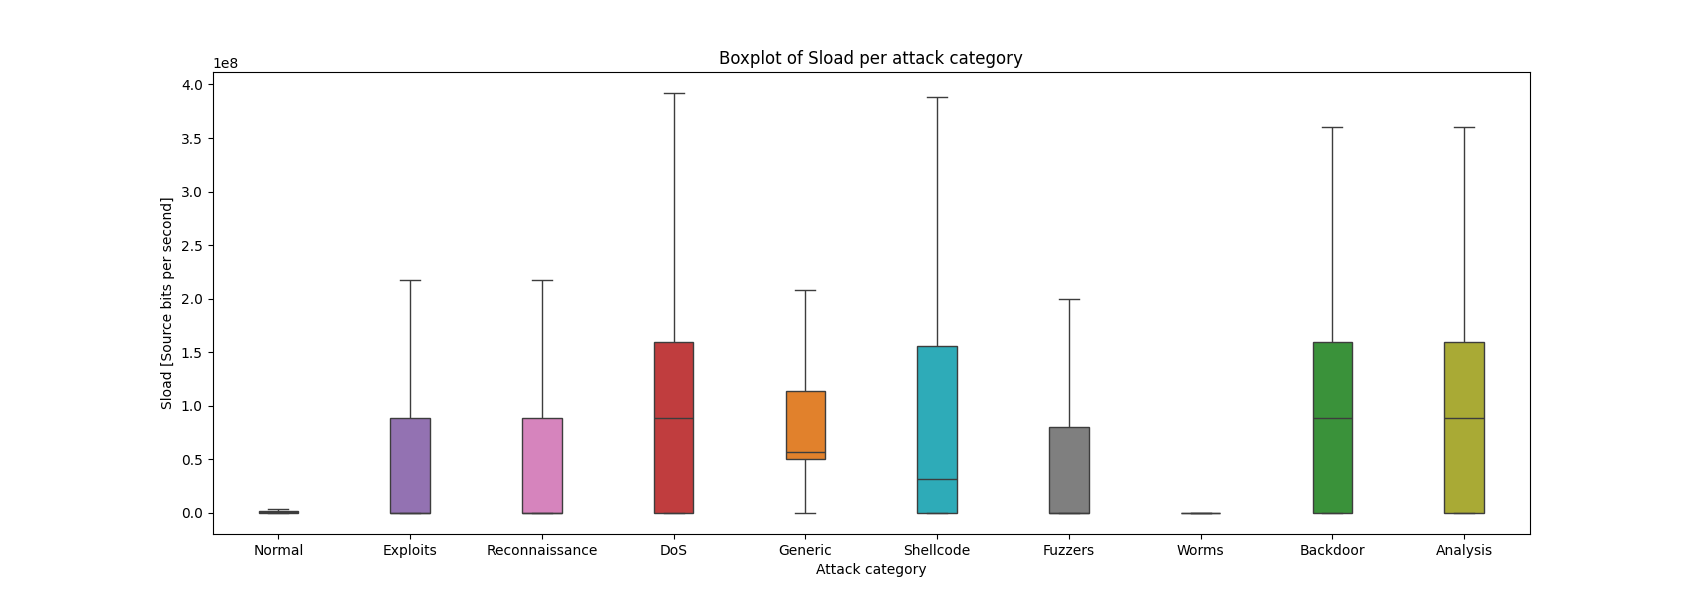 Boxplot of Sload per attack category
1e8
4.0
3.5
3.0
2.5
2.0
1.5
1.0
0.5
0.0
Sload [Source bits per second]
Normal Exploits Reconnaissance DoS Generic Shellcode Fuzzers Worms Backdoor Analysis
Attack category